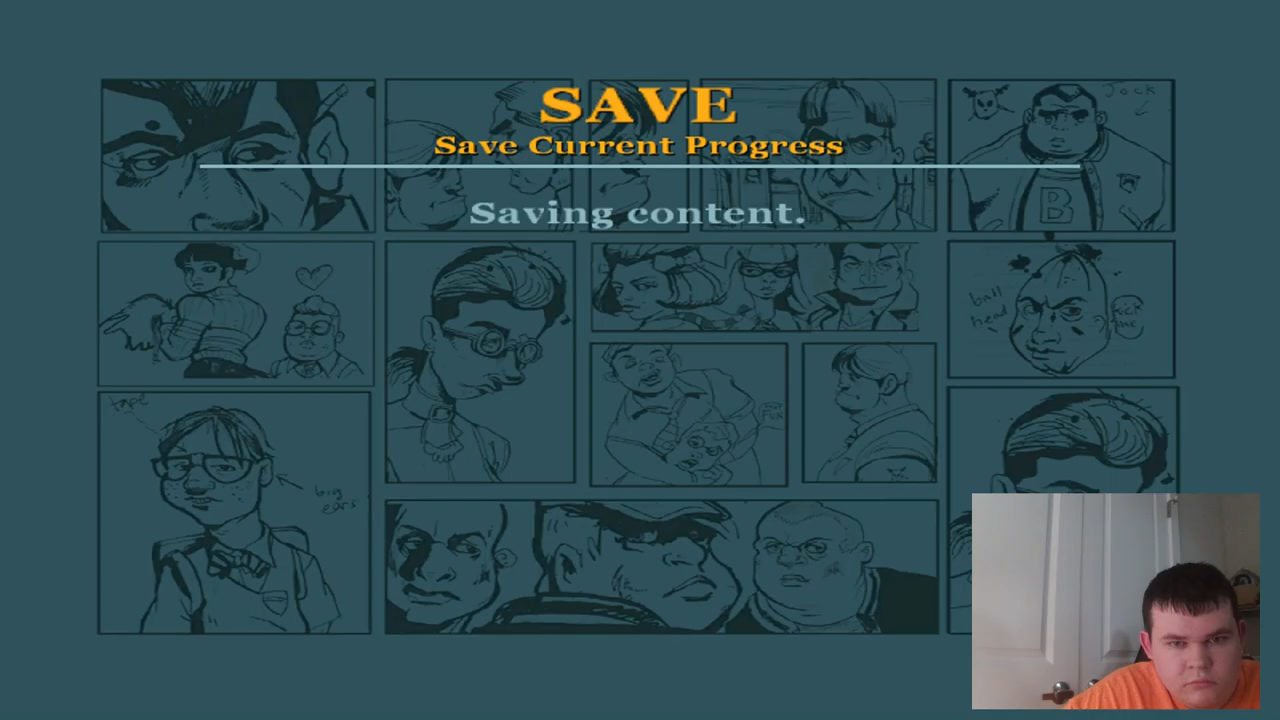 SAVE
Save Current Progress
Saving content.
Jock
B
ball
head
tape
big
ears